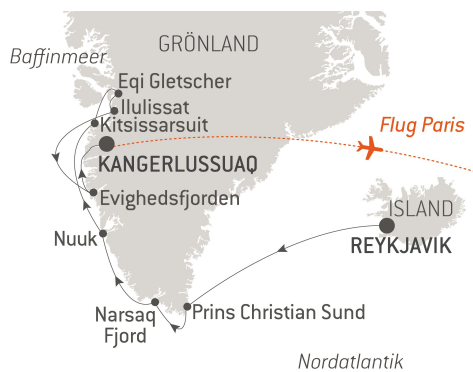 GRÖNLAND
Baffinmeer
Eqi Gletscher
Ilulissat
Kitsissarsuit
Flug Paris
KANGERLUSSUAQ
Evighedsfjorden
ISLAND
Nuuk
REYKJAVIK
Narsaq
Fjord
Prins Christian Sund
Nordatlantik